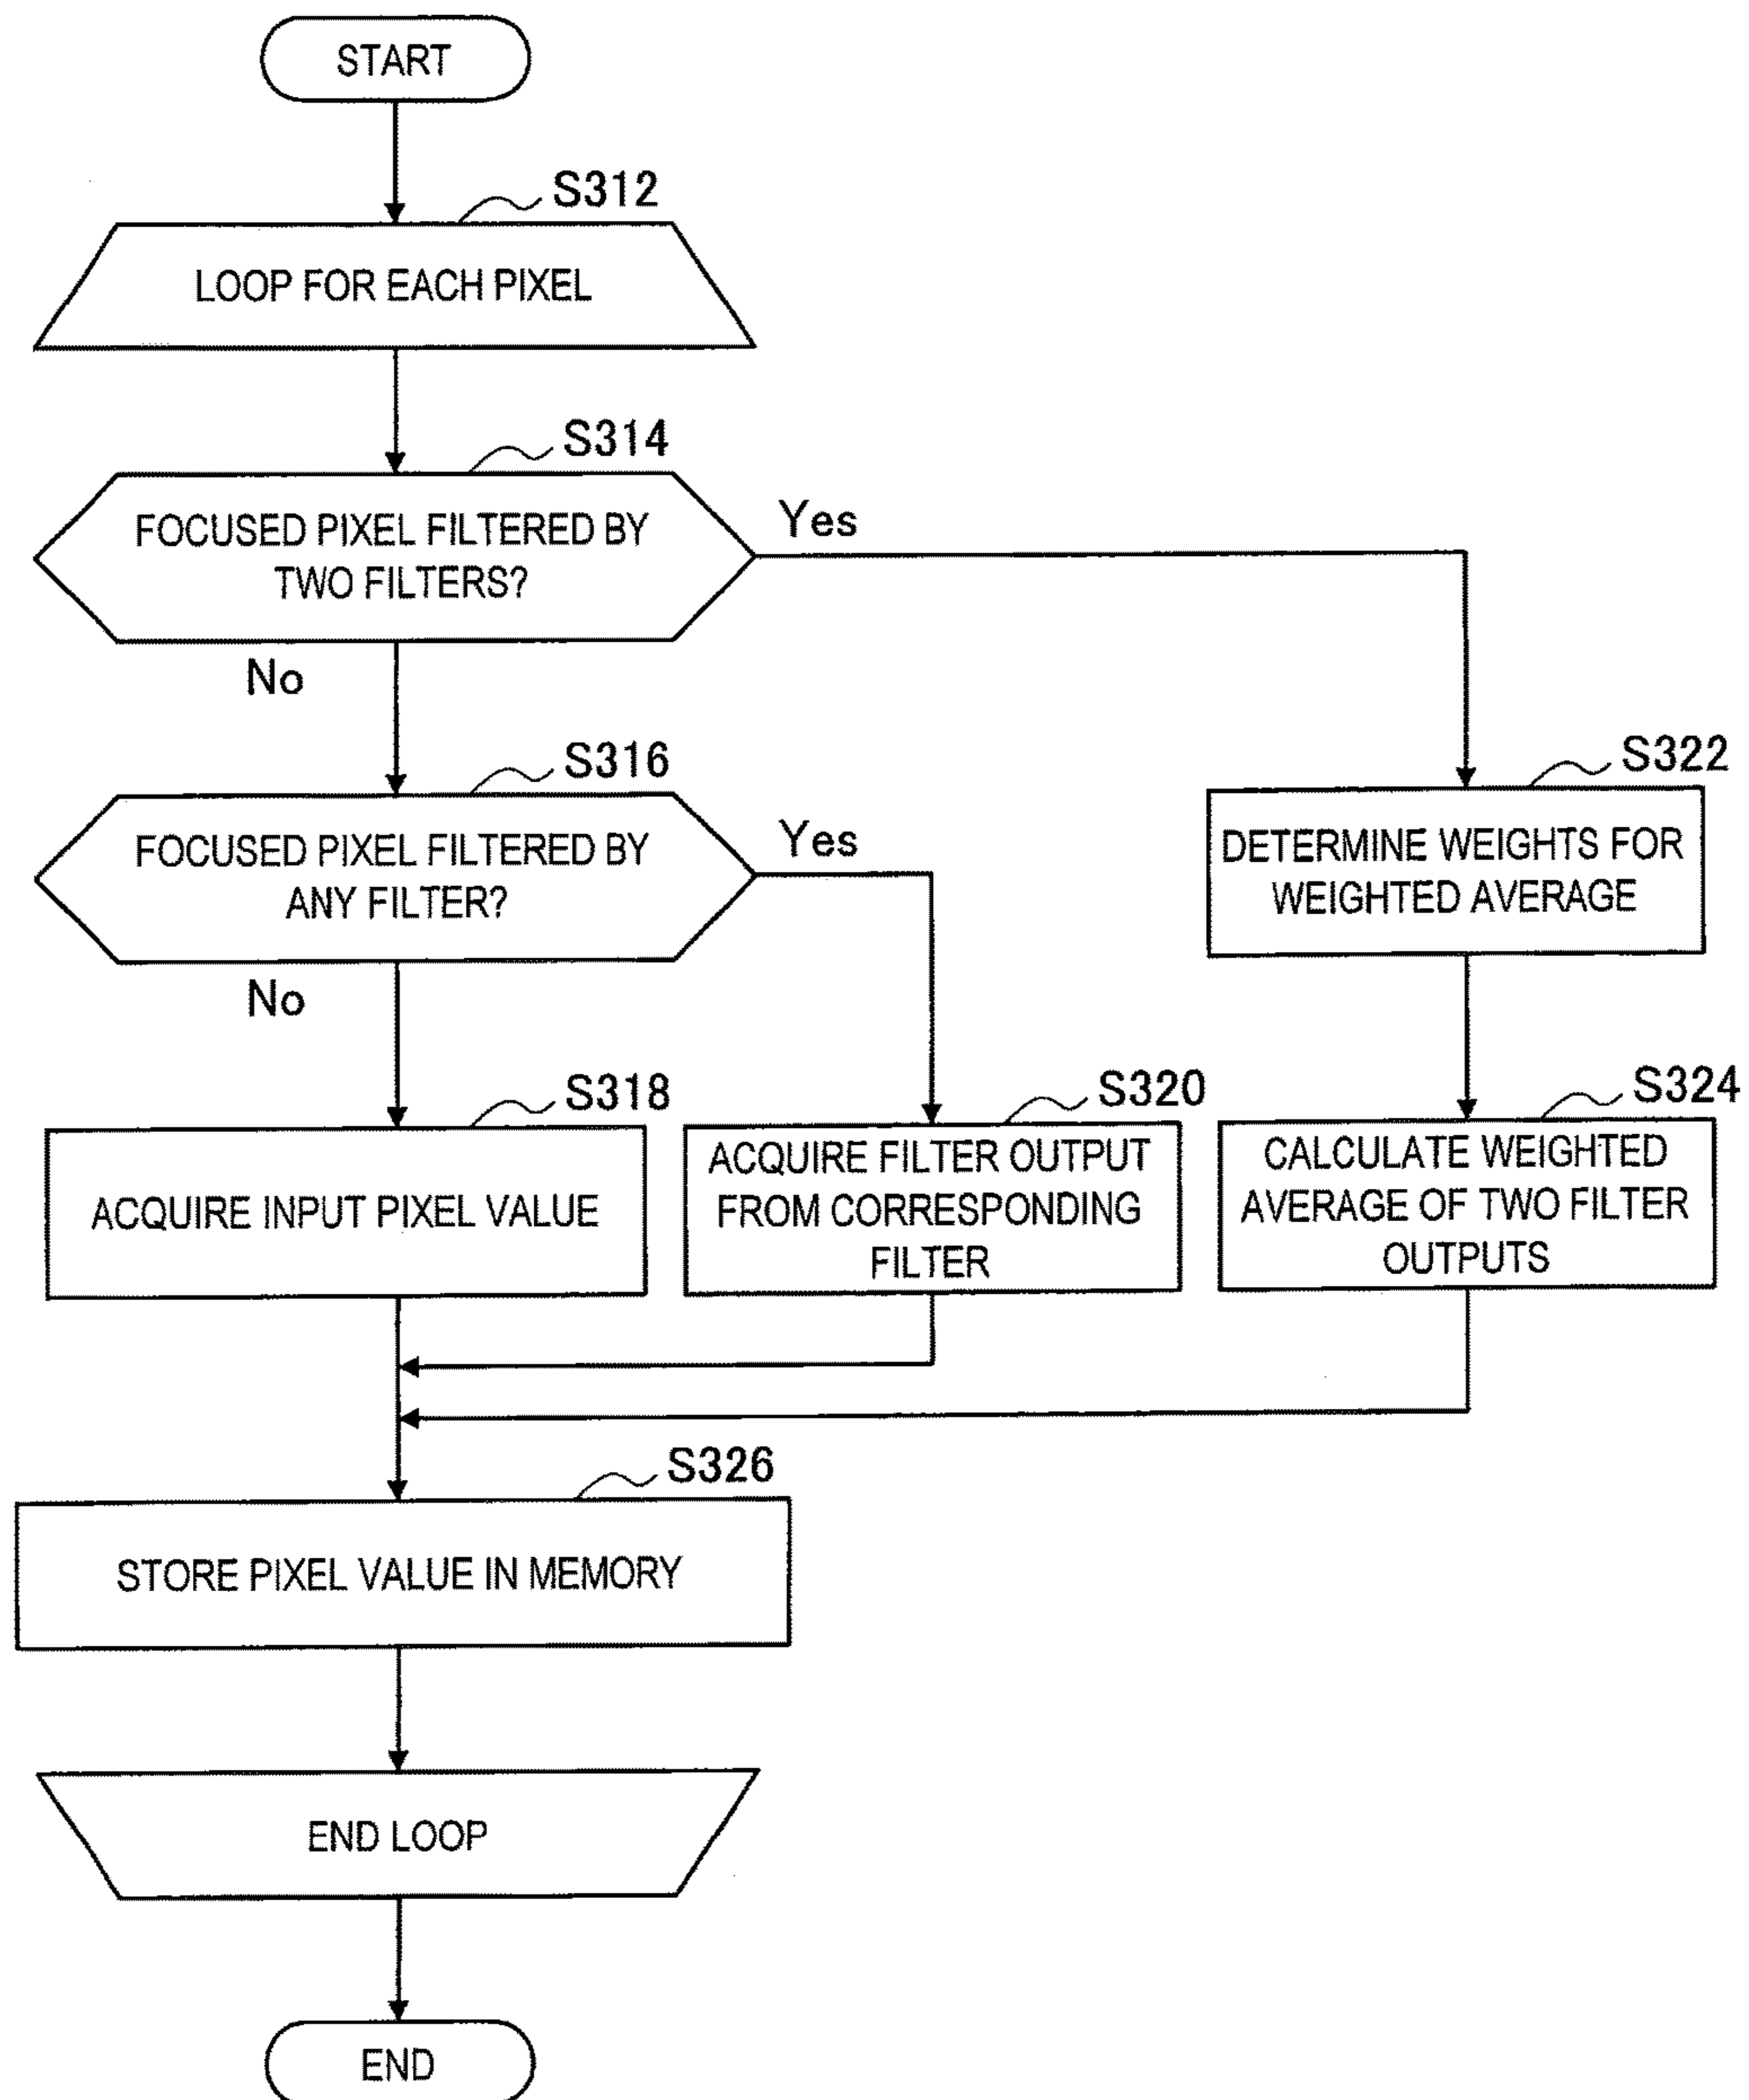 START
S312
LOOP FOR EACH PIXEL
S314
FOCUSED PIXEL FILTERED BY
TWO FILTERS?
Yes
No
S316
FOCUSED PIXEL FILTERED BY
ANY FILTER?
Yes
No
S322
DETERMINE WEIGHTS FOR
WEIGHTED AVERAGE
S318
ACQUIRE INPUT PIXEL VALUE
S320
ACQUIRE FILTER OUTPUT
FROM CORRESPONDING
FILTER
S324
CALCULATE WEIGHTED
AVERAGE OF TWO FILTER
OUTPUTS
S326
STORE PIXEL VALUE IN MEMORY
END LOOP
END